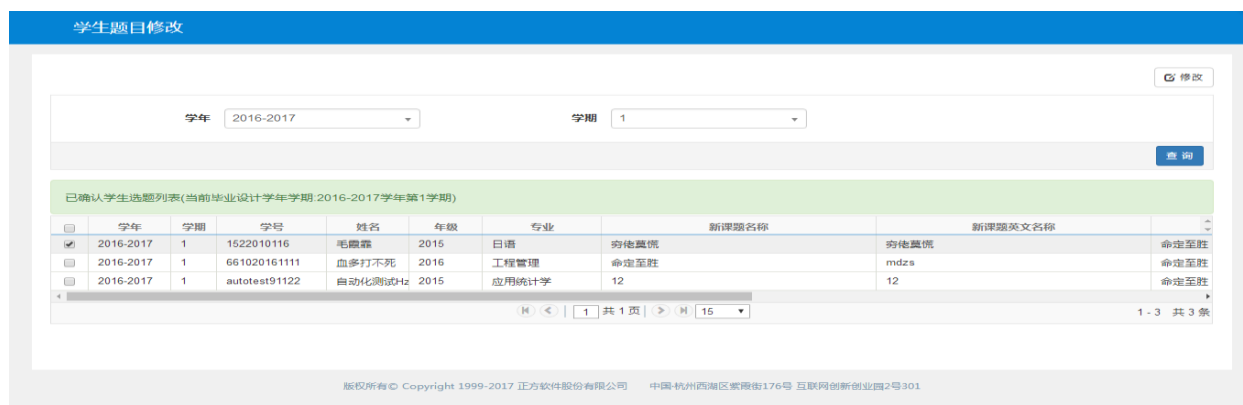 学生题目修改
修改
学年 2016-2017 学期 1
查 询
已确认学生选题列表(当前毕业设计学年学期:2016-2017学年第1学期)
学年 学期 学号 姓名 年级 专业 新课题名称 新课题英文名称
2016-2017 1 1522010116 毛霞霏 2015 日语 穷佬莫慌 穷佬莫慌 命定至胜
2016-2017 1 661020161111 血多打不死 2016 工程管理 命定至胜 mdzs 命定至胜
2016-2017 1 autotest91122 自动化测试Hz 2015 应用统计学 12 12 命定至胜
1 共 1 页 15 1 - 3 共 3 条
版权所有© Copyright 1999-2017 正方软件股份有限公司 中国·杭州西湖区紫霞街176号 互联网创新创业园2号301